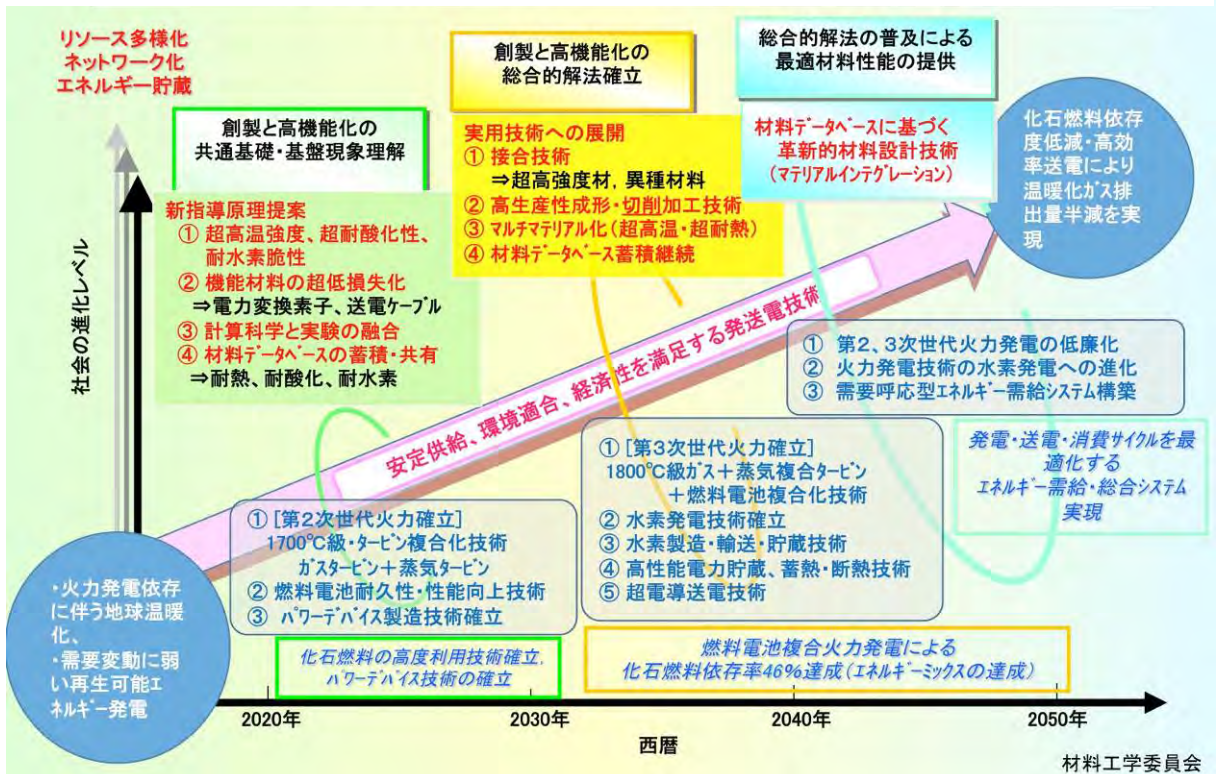 リソース多様化
ネットワーク化
エネルギー貯蔵
社会の進化レベル
創製と高機能化の
共通基礎・基盤現象理解
新指導原理提案
① 超高温強度、超耐酸化性、
耐水素脆性
② 機能材料の超低損失化
⇒電力変換素子、送電ケーブル
③ 計算科学と実験の融合
④ 材料データベースの蓄積・共有
⇒耐熱、耐酸化、耐水素
創製と高機能化の
総合的解法確立
実用技術への展開
① 接合技術
⇒超高強度材, 異種材料
② 高生産性成形・切削加工技術
③ マルチマテリアル化(超高温・超耐熱)
④ 材料データベース蓄積継続
総合的解法の普及による
最適材料性能の提供
材料データベースに基づく
革新的材料設計技術
(マテリアルインテグレーション)
化石燃料依存
度低減・高効
率送電により
温暖化ガス排
出量半減を実
現
安定供給、環境適合、経済性を満足する発送電技術
・火力発電依存
に伴う地球温暖
化、
・需要変動に弱
い再生可能エ
ネルギー発電
① [第2次世代火力確立]
1700℃級・タービン複合化技術
ガスタービン+蒸気タービン
② 燃料電池耐久性・性能向上技術
③ パワーデバイス製造技術確立
化石燃料の高度利用技術確立,
パワーデバイス技術の確立
① [第3次世代火力確立]
1800℃級ガス+蒸気複合タービン
+燃料電池複合化技術
② 水素発電技術確立
③ 水素製造・輸送・貯蔵技術
④ 高性能電力貯蔵、蓄熱・断熱技術
⑤ 超電導送電技術
燃料電池複合火力発電による
化石燃料依存率46%達成(エネルギーミックスの達成)
① 第2、3次世代火力発電の低廉化
② 火力発電技術の水素発電への進化
③ 需要呼応型エネルギー需給システム構築
発電・送電・消費サイクルを最
適化する
エネルギー需給・総合システム
実現
2020年
2030年
2040年
2050年
西暦
材料工学委員会